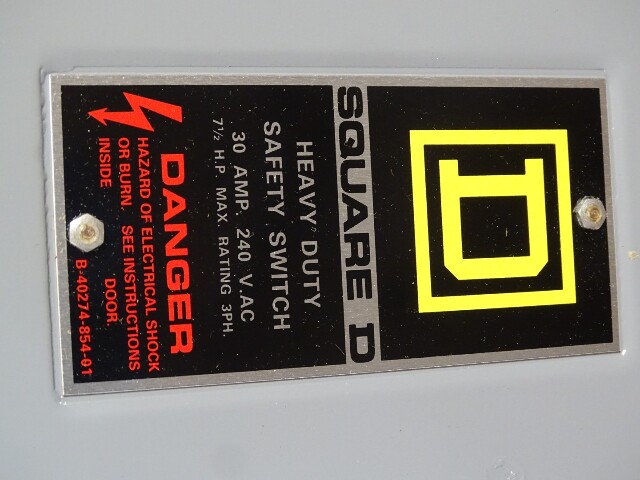 D
SQUARE D
HEAVY DUTY
SAFETY SWITCH
30 AMP. 240 V.AC
7½ H.P. MAX. RATING 3PH.
DANGER
HAZARD OF ELECTRICAL SHOCK
OR BURN. SEE INSTRUCTIONS
INSIDE DOOR.
B-40274-854-01